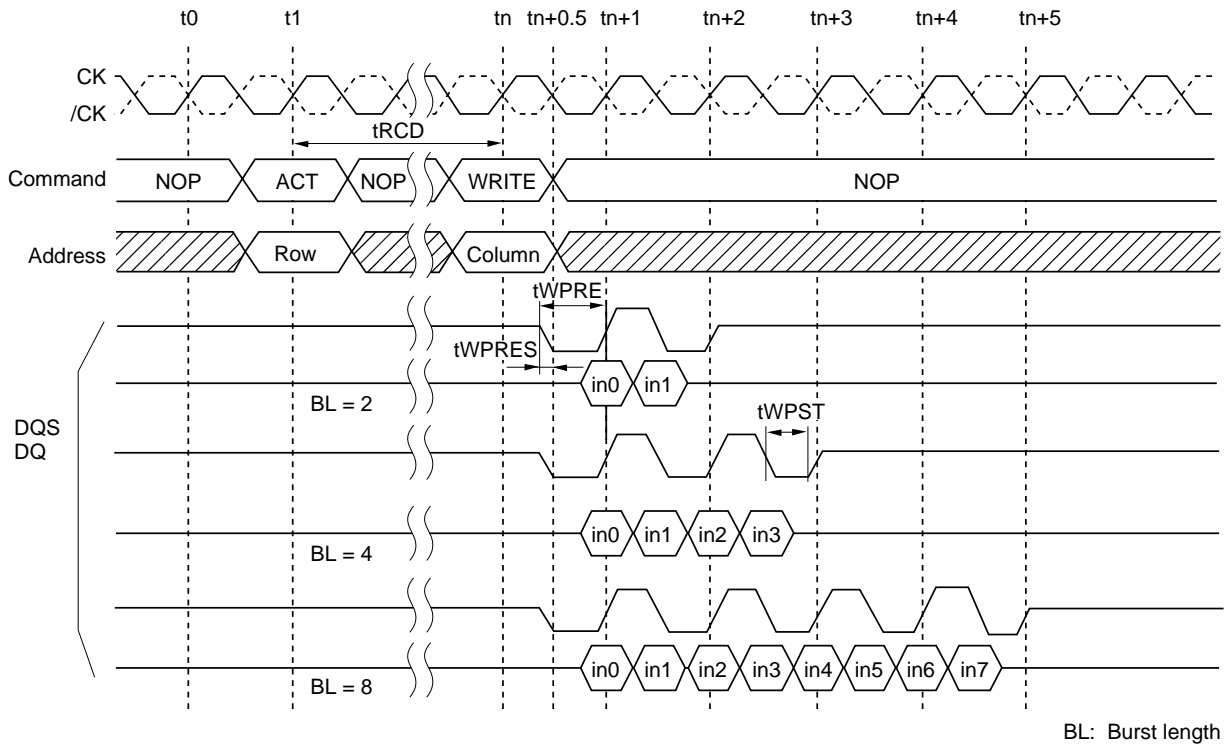 t0 t1 tn tn+0.5 tn+1 tn+2 tn+3 tn+4 tn+5
CK
/CK
tRCD
Command NOP ACT NOP WRITE NOP
Address Row Column
tWPRE
tWPRES
in0 in1
BL = 2
tWPST
DQS
DQ
in0 in1 in2 in3
BL = 4
in0 in1 in2 in3 in4 in5 in6 in7
BL = 8
BL: Burst length